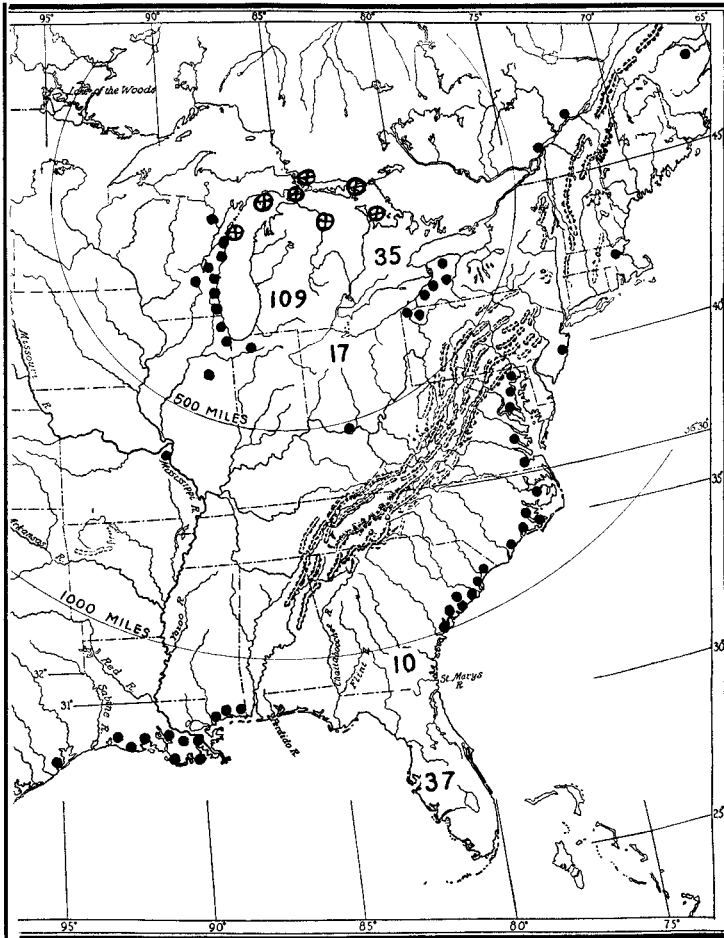 95° 90° 85° 80° 75° 70° 65°
Lake of the Woods
45°
35
109
40°
17
Missouri R
500 MILES
36°30'
Mississippi R.
35°
Arkansas
1000 MILES
Yazoo R
Chattahoochee R
Flint R
10
30°
32°
Red R
St. Marys R
31°
Sabine R
Perdido R.
37
25°
95° 90° 85° 80° 75°